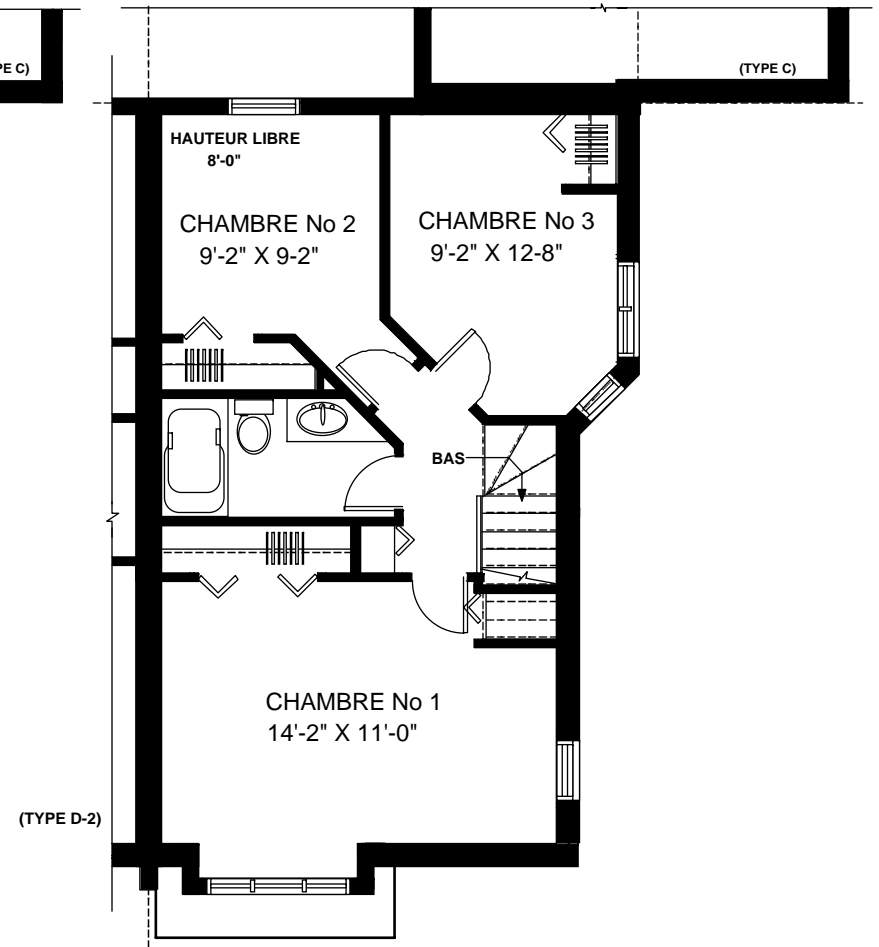 PE C)
(TYPE C)
HAUTEUR LIBRE
8'-0"
CHAMBRE No 2
9'-2" X 9-2"
CHAMBRE No 3
9'-2" X 12-8"
BAS
CHAMBRE No 1
14'-2" X 11'-0"
(TYPE D-2)